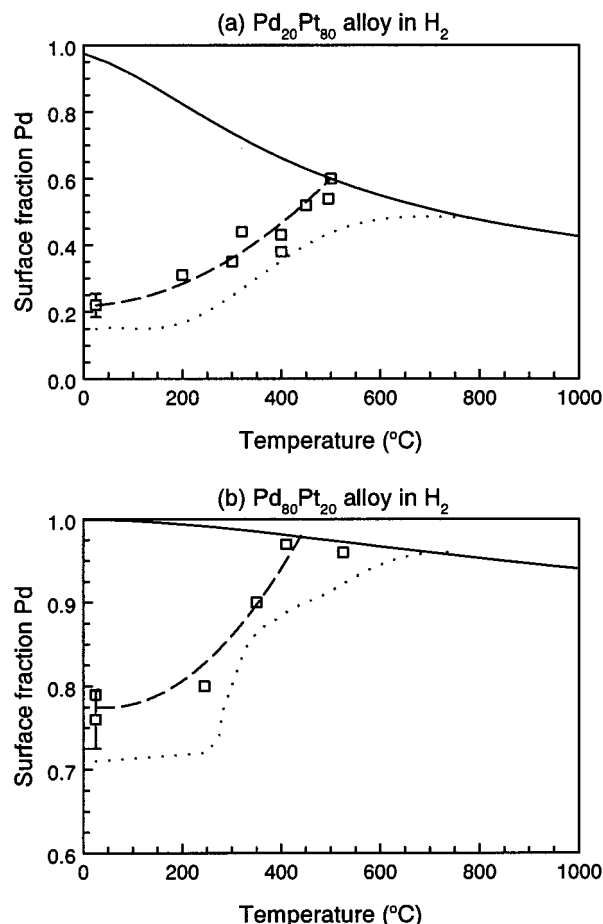 (a) Pd₂₀Pt₈₀ alloy in H₂
1.0
0.8
0.6
0.4
0.2
0.0
Surface fraction Pd
0 200 400 600 800 1000
Temperature (ºC)
(b) Pd₈₀Pt₂₀ alloy in H₂
1.0
0.9
0.8
0.7
0.6
Surface fraction Pd
0 200 400 600 800 1000
Temperature (ºC)